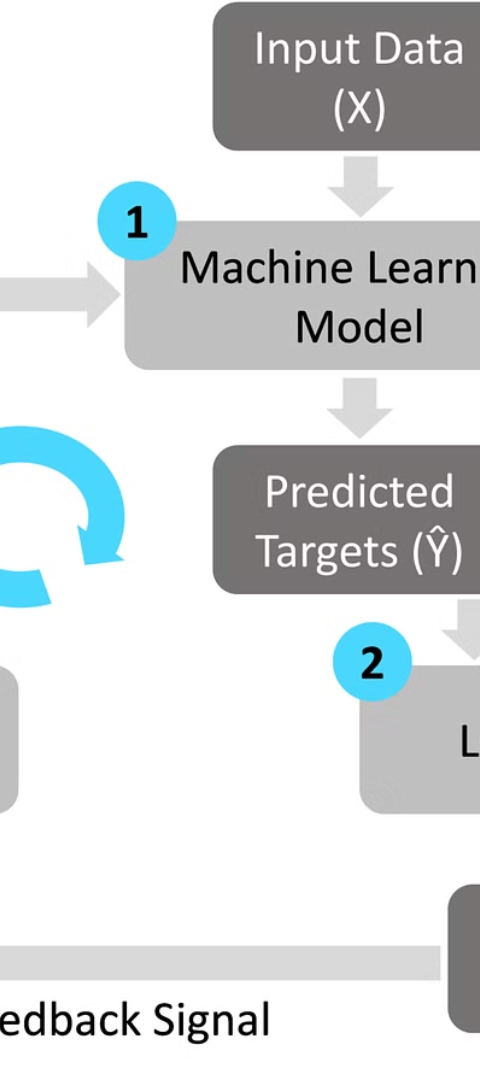 Input Data
(X)
1
Machine Learn
Model
Predicted
Targets (Ŷ)
2
L
edback Signal